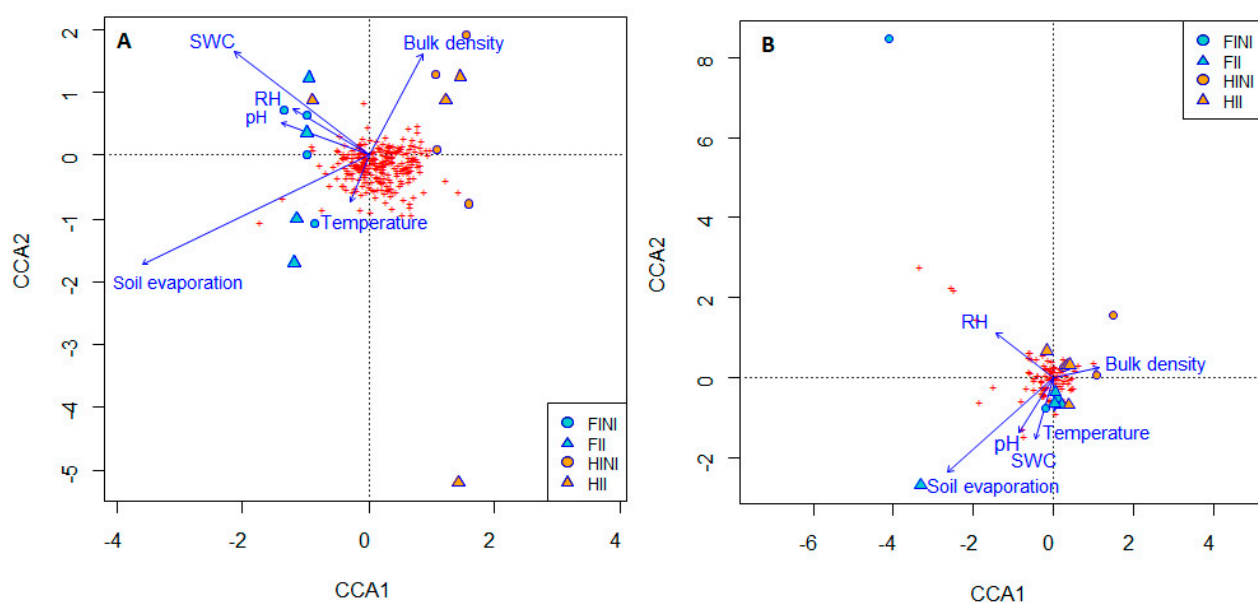 A
SWC
Bulk density
RH
pH
Temperature
Soil evaporation
2
1
0
-1
-2
-3
-4
-5
CCA2
-4
-2
0
2
4
CCA1
FINI
FII
HINI
HII
B
FINI
FII
HINI
HII
RH
Bulk density
pH
Temperature
SWC
Soil evaporation
8
6
4
2
0
-2
CCA2
-6
-4
-2
0
2
4
CCA1